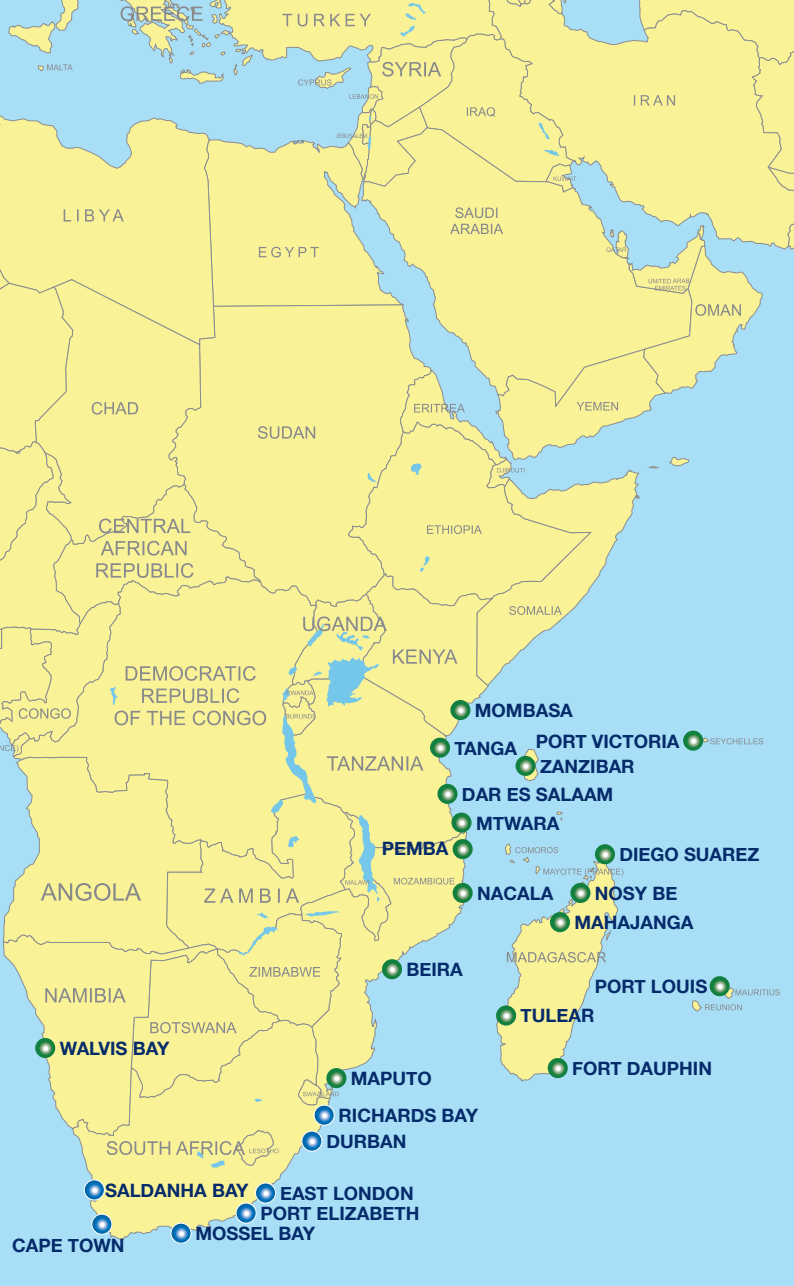 GREECE
TURKEY
MALTA
CYPRUS
SYRIA
LEBANON
IRAQ
IRAN
JERUSALEM
KUWAIT
LIBYA
EGYPT
SAUDI
ARABIA
QATAR
UNITED ARAB
EMIRATES
OMAN
CHAD
SUDAN
ERITREA
YEMEN
DJIBOUTI
CENTRAL
AFRICAN
REPUBLIC
ETHIOPIA
SOMALIA
UGANDA
KENYA
DEMOCRATIC
REPUBLIC
OF THE CONGO
RWANDA
BURUNDI
CONGO
NCE)
MOMBASA
TANGA
PORT VICTORIA
SEYCHELLES
TANZANIA
ZANZIBAR
DAR ES SALAAM
MTWARA
PEMBA
COMOROS
DIEGO SUAREZ
MAYOTTE (FRANCE)
ANGOLA
ZAMBIA
MALAWI
MOZAMBIQUE
NACALA
NOSY BE
MAHAJANGA
MADAGASCAR
ZIMBABWE
BEIRA
NAMIBIA
PORT LOUIS
MAURITIUS
REUNION
BOTSWANA
TULEAR
WALVIS BAY
FORT DAUPHIN
MAPUTO
SWAZILAND
RICHARDS BAY
SOUTH AFRICA
LESOTHO
DURBAN
SALDANHA BAY
EAST LONDON
PORT ELIZABETH
MOSSEL BAY
CAPE TOWN